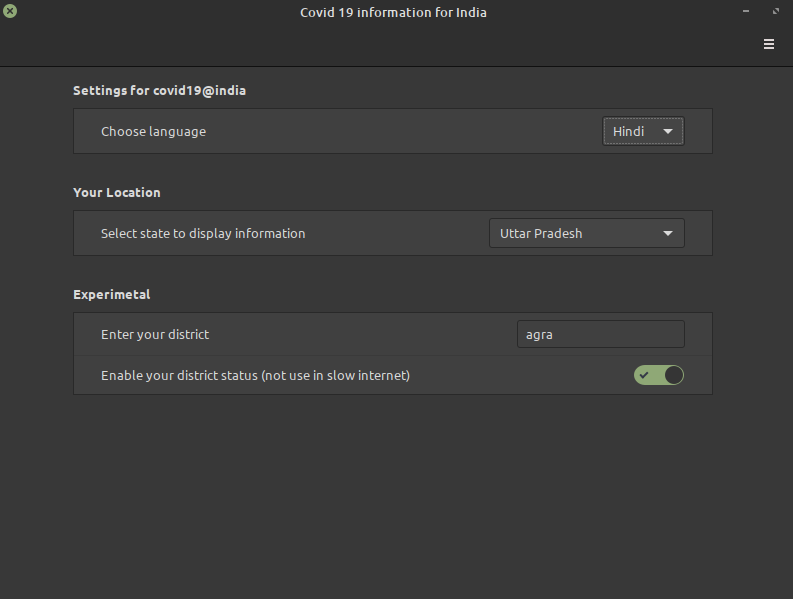 Covid 19 information for India
Settings for covid19@india
Choose language
Hindi
Your Location
Select state to display information
Uttar Pradesh
Experimetal
Enter your district
agra
Enable your district status (not use in slow internet)